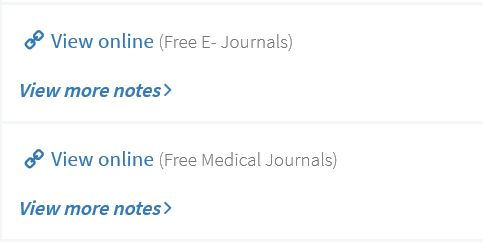 View online (Free E- Journals)
View more notes>
View online (Free Medical Journals)
View more notes>